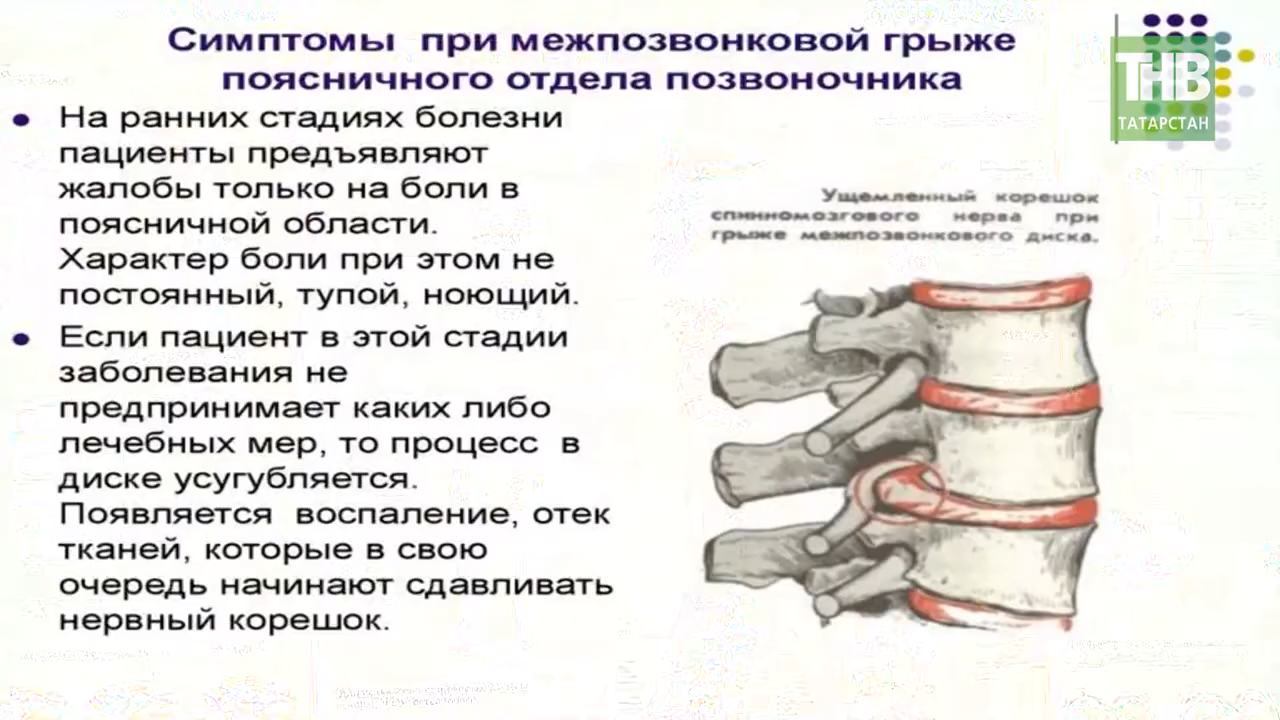 Симптомы при межпозвонковой грыже
поясничного отдела позвоночника
На ранних стадиях болезни
пациенты предъявляют
жалобы только на боли в
поясничной области.
Характер боли при этом не
постоянный, тупой, ноющий.
Если пациент в этой стадии
заболевания не
предпринимает каких либо
лечебных мер, то процесс в
диске усугубляется.
Появляется воспаление, отек
тканей, которые в свою
очередь начинают сдавливать
нервный корешок.
Ущемленный корешок
спинномозгового нерва при
грыже межпозвонкового диска.
ТНВ
ТАТАРСТАН